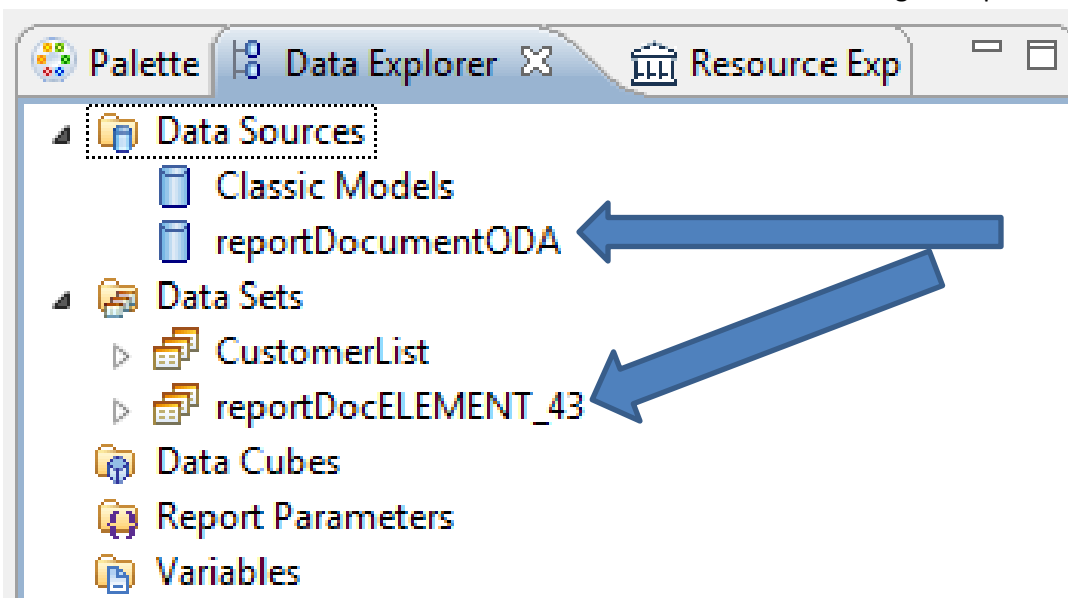 Palette Data Explorer Resource Exp
Data Sources
Classic Models
reportDocumentODA
Data Sets
CustomerList
reportDocELEMENT_43
Data Cubes
Report Parameters
Variables